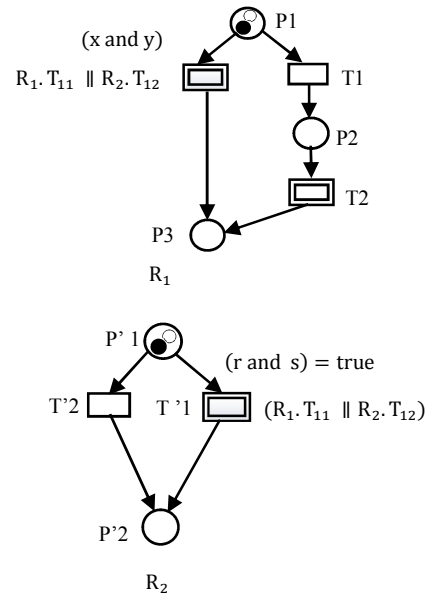 P1
(x and y)
R₁. T₁₁ ∥ R₂. T₁₂
T1
P2
T2
P3
R₁
P' 1
(r and s) = true
T'2
T '1
(R₁. T₁₁ ∥ R₂. T₁₂)
P'2
R₂